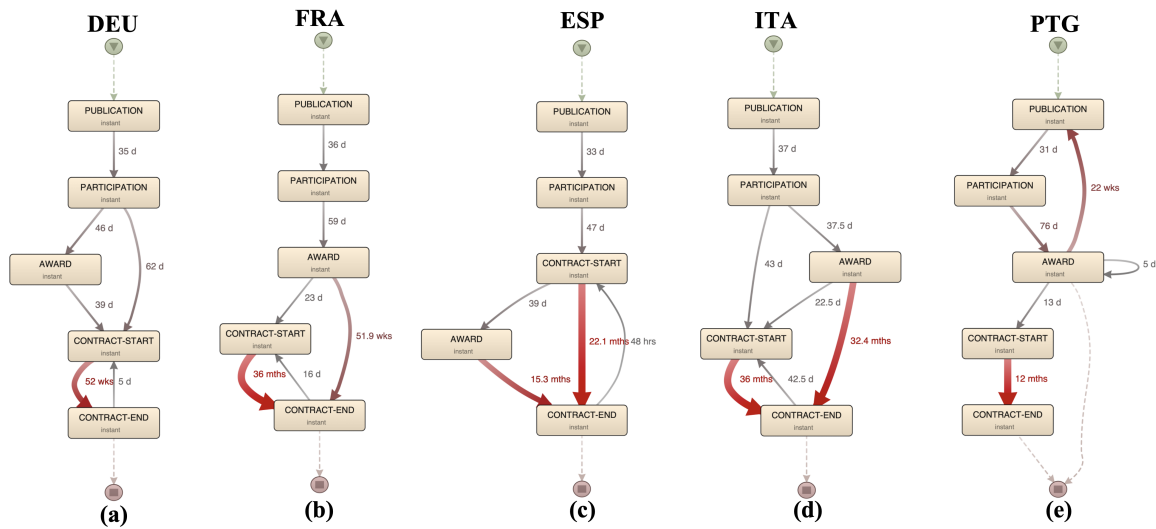 DEU
PUBLICATION
instant
35 d
PARTICIPATION
instant
46 d
62 d
AWARD
instant
39 d
CONTRACT-START
instant
52 wks
5 d
CONTRACT-END
instant
(a)
FRA
PUBLICATION
instant
36 d
PARTICIPATION
instant
59 d
AWARD
instant
23 d
51.9 wks
CONTRACT-START
instant
36 mths
16 d
CONTRACT-END
instant
(b)
ESP
PUBLICATION
instant
33 d
PARTICIPATION
instant
47 d
CONTRACT-START
instant
39 d
AWARD
instant
22.1 mths
48 hrs
15.3 mths
CONTRACT-END
instant
(c)
ITA
PUBLICATION
instant
37 d
PARTICIPATION
instant
37.5 d
43 d
AWARD
instant
22.5 d
CONTRACT-START
instant
32.4 mths
36 mths
42.5 d
CONTRACT-END
instant
(d)
PTG
PUBLICATION
instant
31 d
PARTICIPATION
instant
22 wks
76 d
AWARD
instant
5 d
13 d
CONTRACT-START
instant
12 mths
CONTRACT-END
instant
(e)